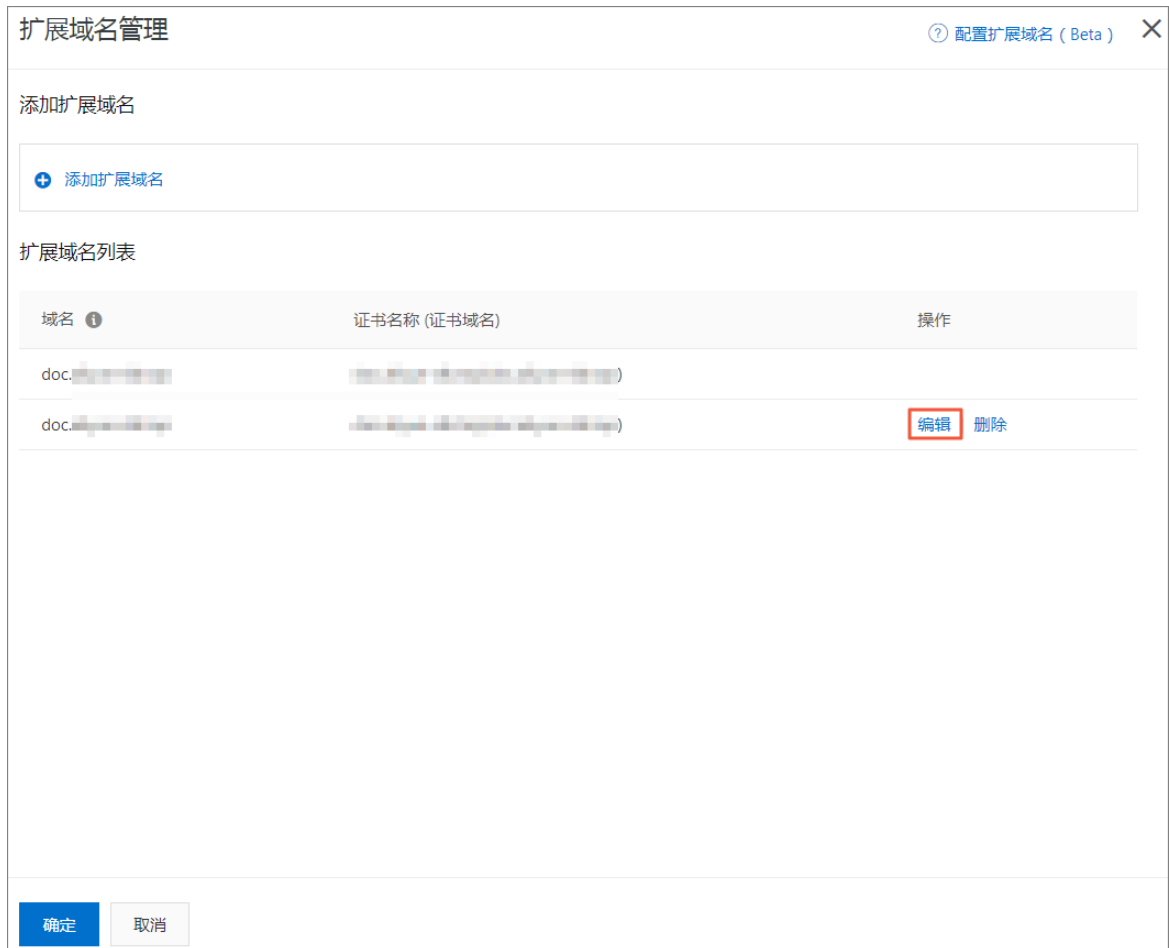 扩展域名管理
配置扩展域名 ( Beta )
添加扩展域名
添加扩展域名
扩展域名列表
域名 证书名称 (证书域名) 操作
doc. )
doc. ) 编辑 删除
确定 取消